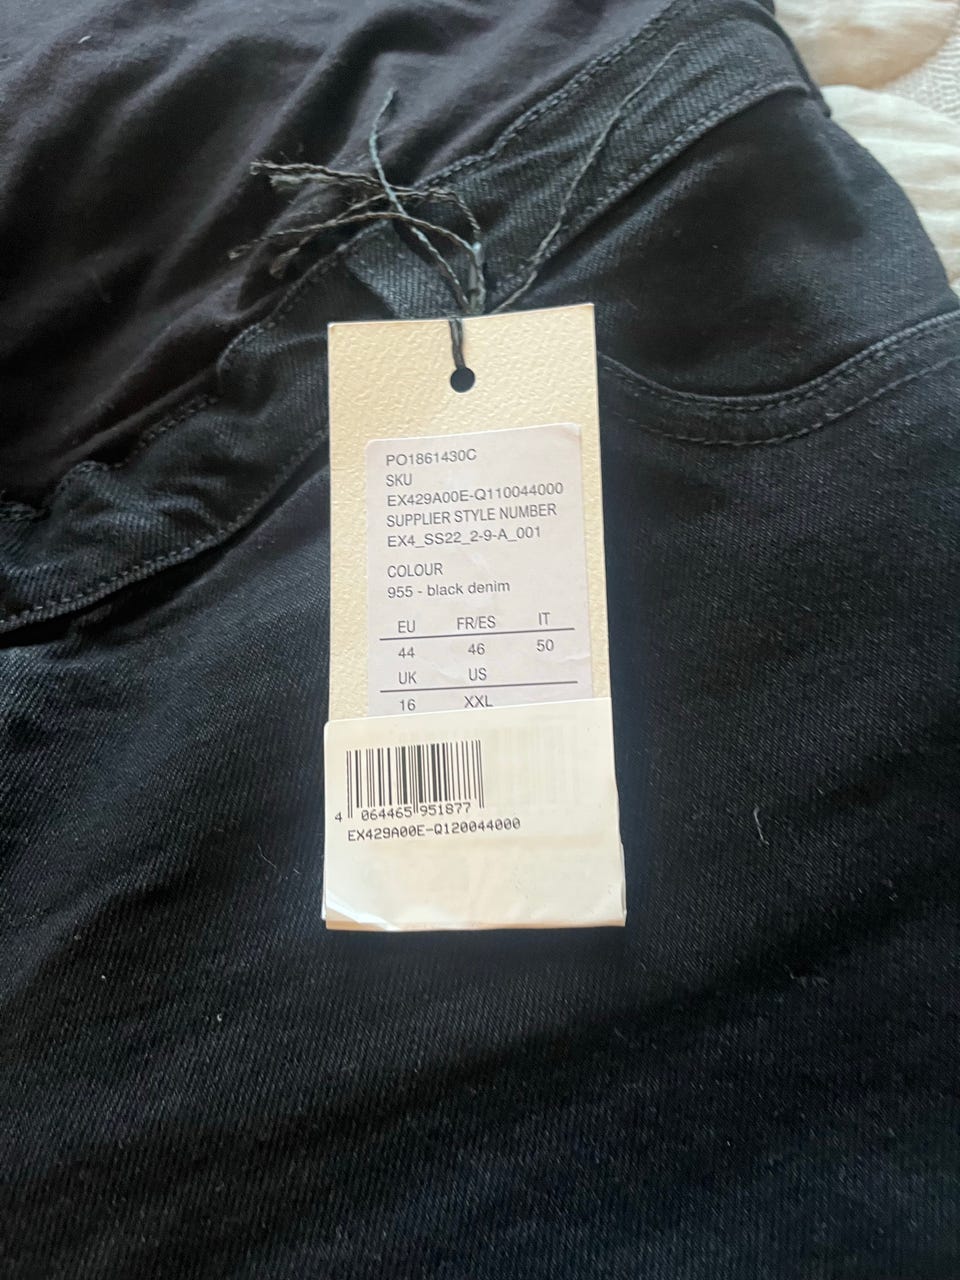 PO1861430C
SKU
EX429A00E-Q110044000
SUPPLIER STYLE NUMBER
EX4_SS22_2-9-A_001
COLOUR
955 - black denim
EU FR/ES IT
44 46 50
UK US
16 XXL
4 064465 951877
EX429A00E-Q120044000